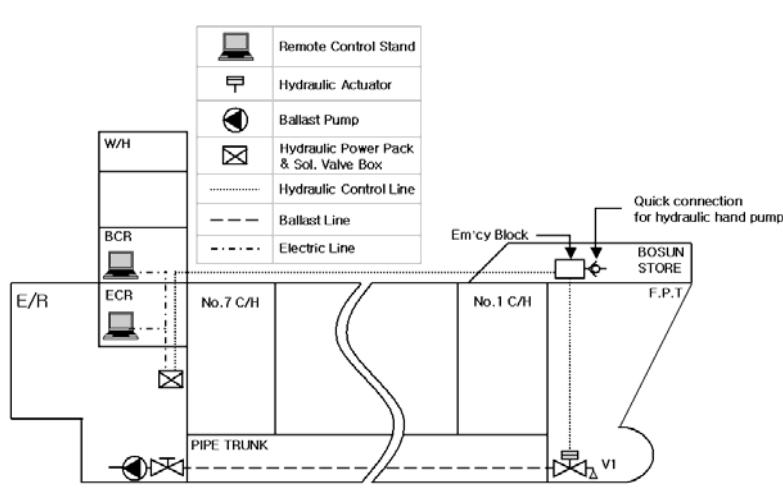 Remote Control Stand
Hydraulic Actuator
Ballast Pump
Hydraulic Power Pack
& Sol. Valve Box
Hydraulic Control Line
Ballast Line
Electric Line
W/H
BCR
ECR
E/R
No.7 C/H
No.1 C/H
Em'cy Block
Quick connection
for hydraulic hand pump
BOSUN
STORE
F.P.T
PIPE TRUNK
V1